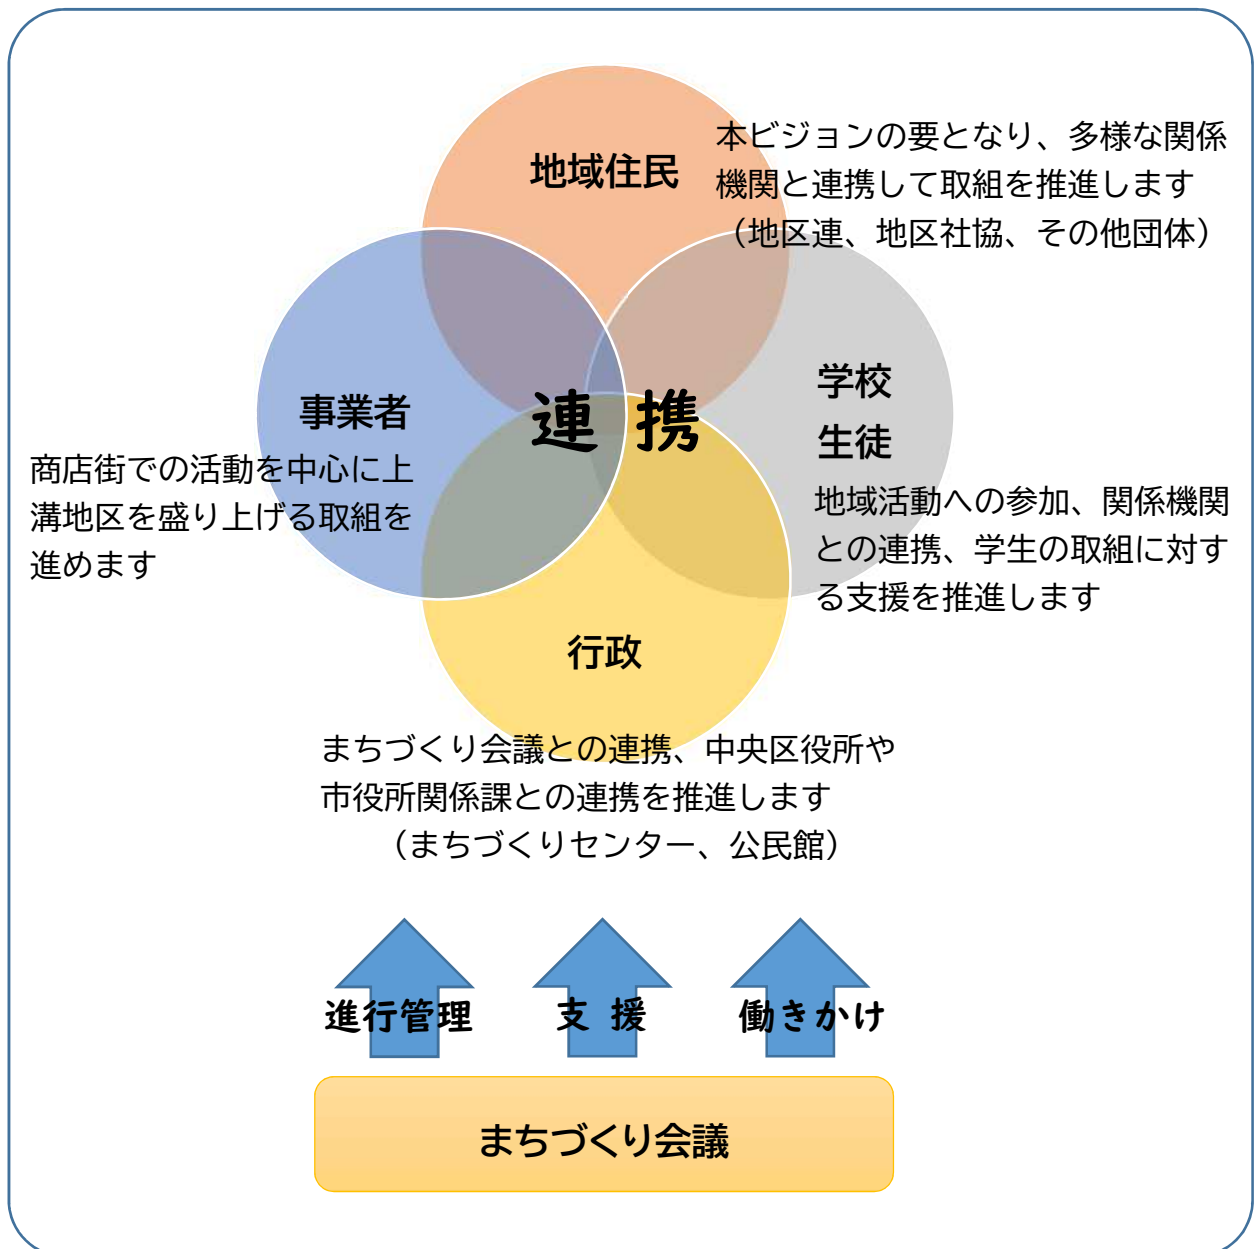 地域住民
本ビジョンの要となり、多様な関係
機関と連携して取組を推進します
（地区連、地区社協、その他団体）
事業者
商店街での活動を中心に上
溝地区を盛り上げる取組を
進めます
連 携
学校
生徒
地域活動への参加、関係機関
との連携、学生の取組に対す
る支援を推進します
行政
まちづくり会議との連携、中央区役所や
市役所関係課との連携を推進します
（まちづくりセンター、公民館）
進行管理
支 援
働きかけ
まちづくり会議